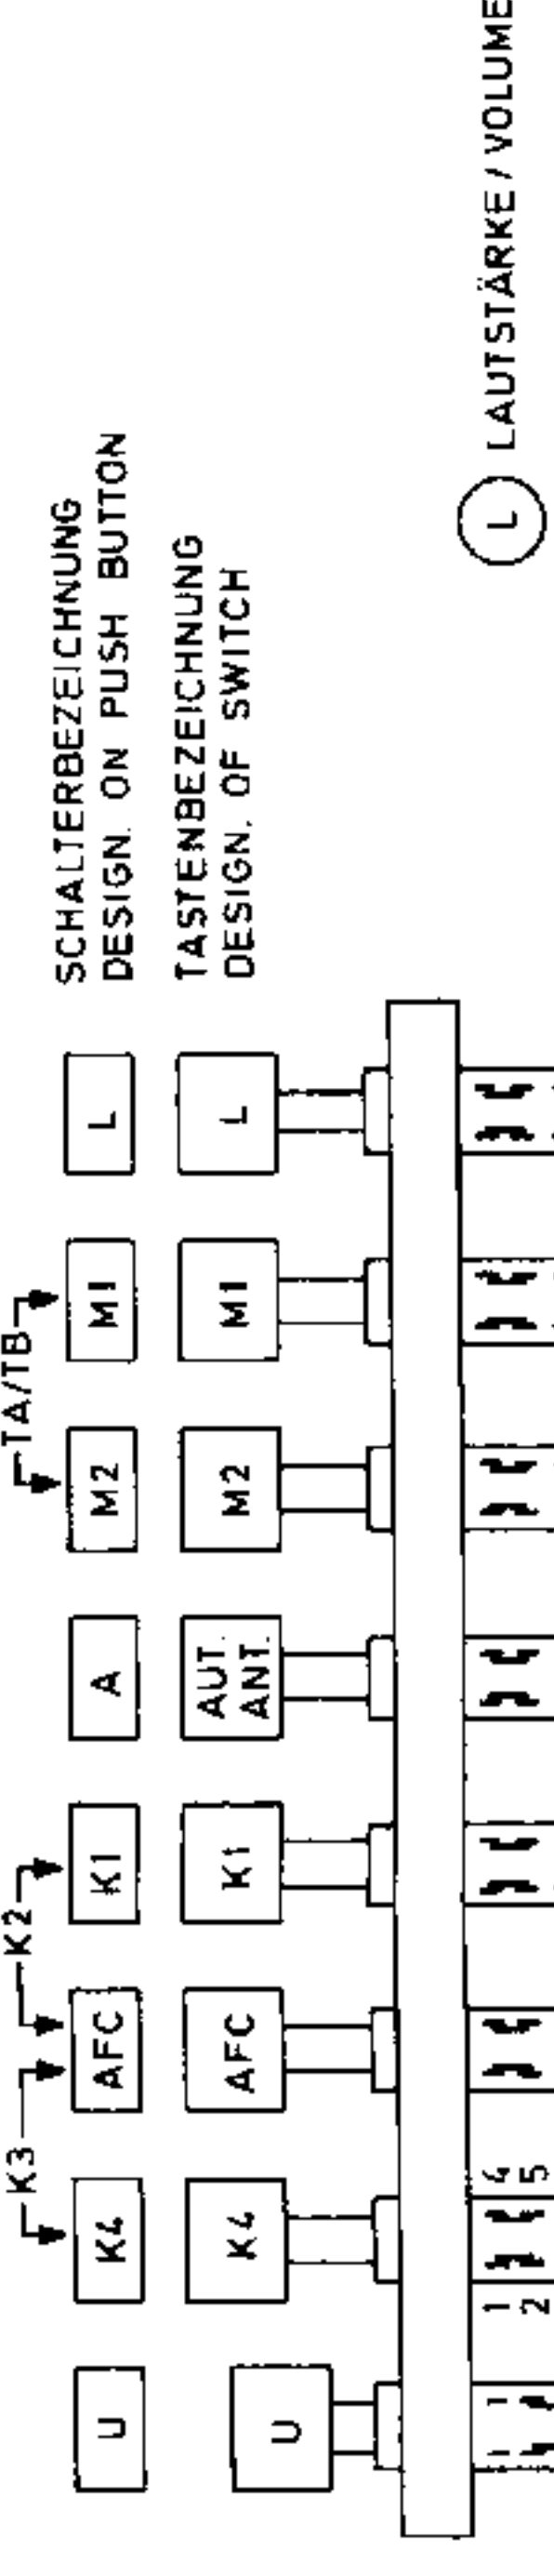 K3
K2
TA/TB
U
K4
AFC
K1
A
M2
M1
L
SCHALTERBEZEICHNUNG
DESIGN. ON PUSH BUTTON
U
K4
AFC
K1
AUT.
ANT.
M2
M1
L
TASTENBEZEICHNUNG
DESIGN. OF SWITCH
1
4
2
5
L LAUTSTÄRKE / VOLUME